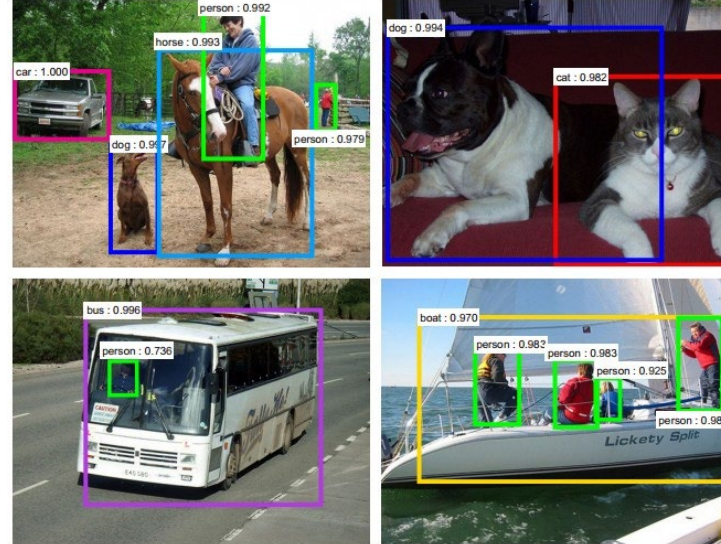 person : 0.992
horse : 0.993
car : 1.000
person : 0.979
dog : 0.997
dog : 0.994
cat : 0.982
bus : 0.996
person : 0.736
CAUTION
boat : 0.970
person : 0.983
person : 0.983
person : 0.925
person : 0.98
Lickety Split